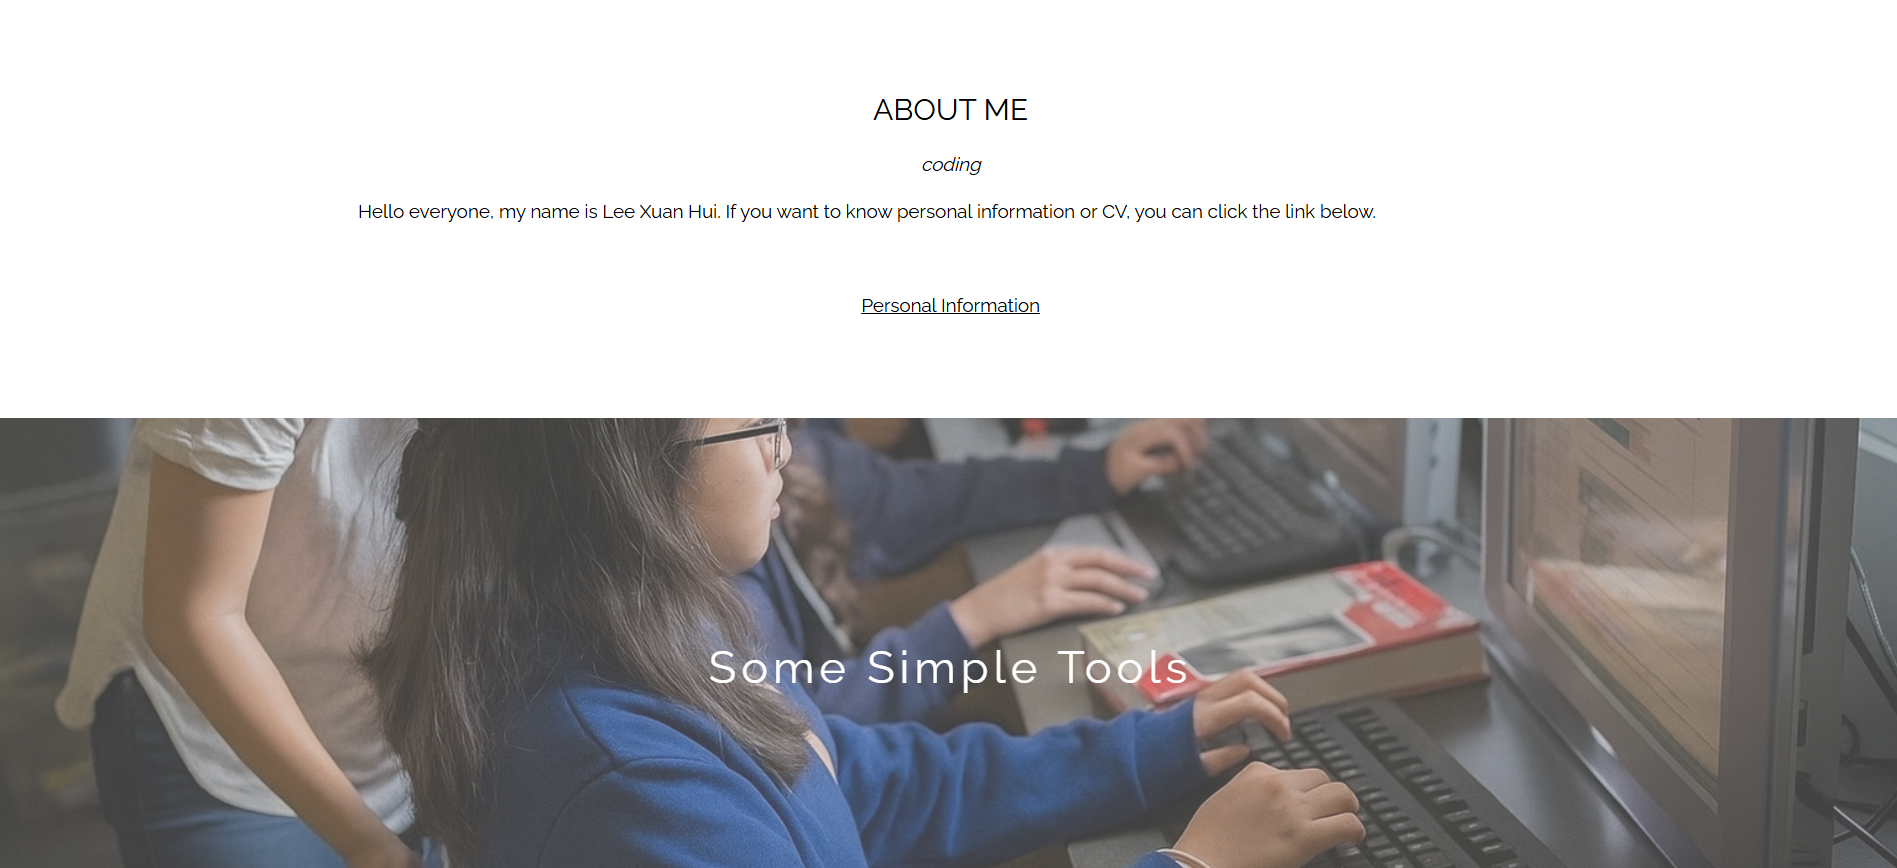 ABOUT ME
coding
Hello everyone, my name is Lee Xuan Hui. If you want to know personal information or CV, you can click the link below.
Personal Information
Some Simple Tools